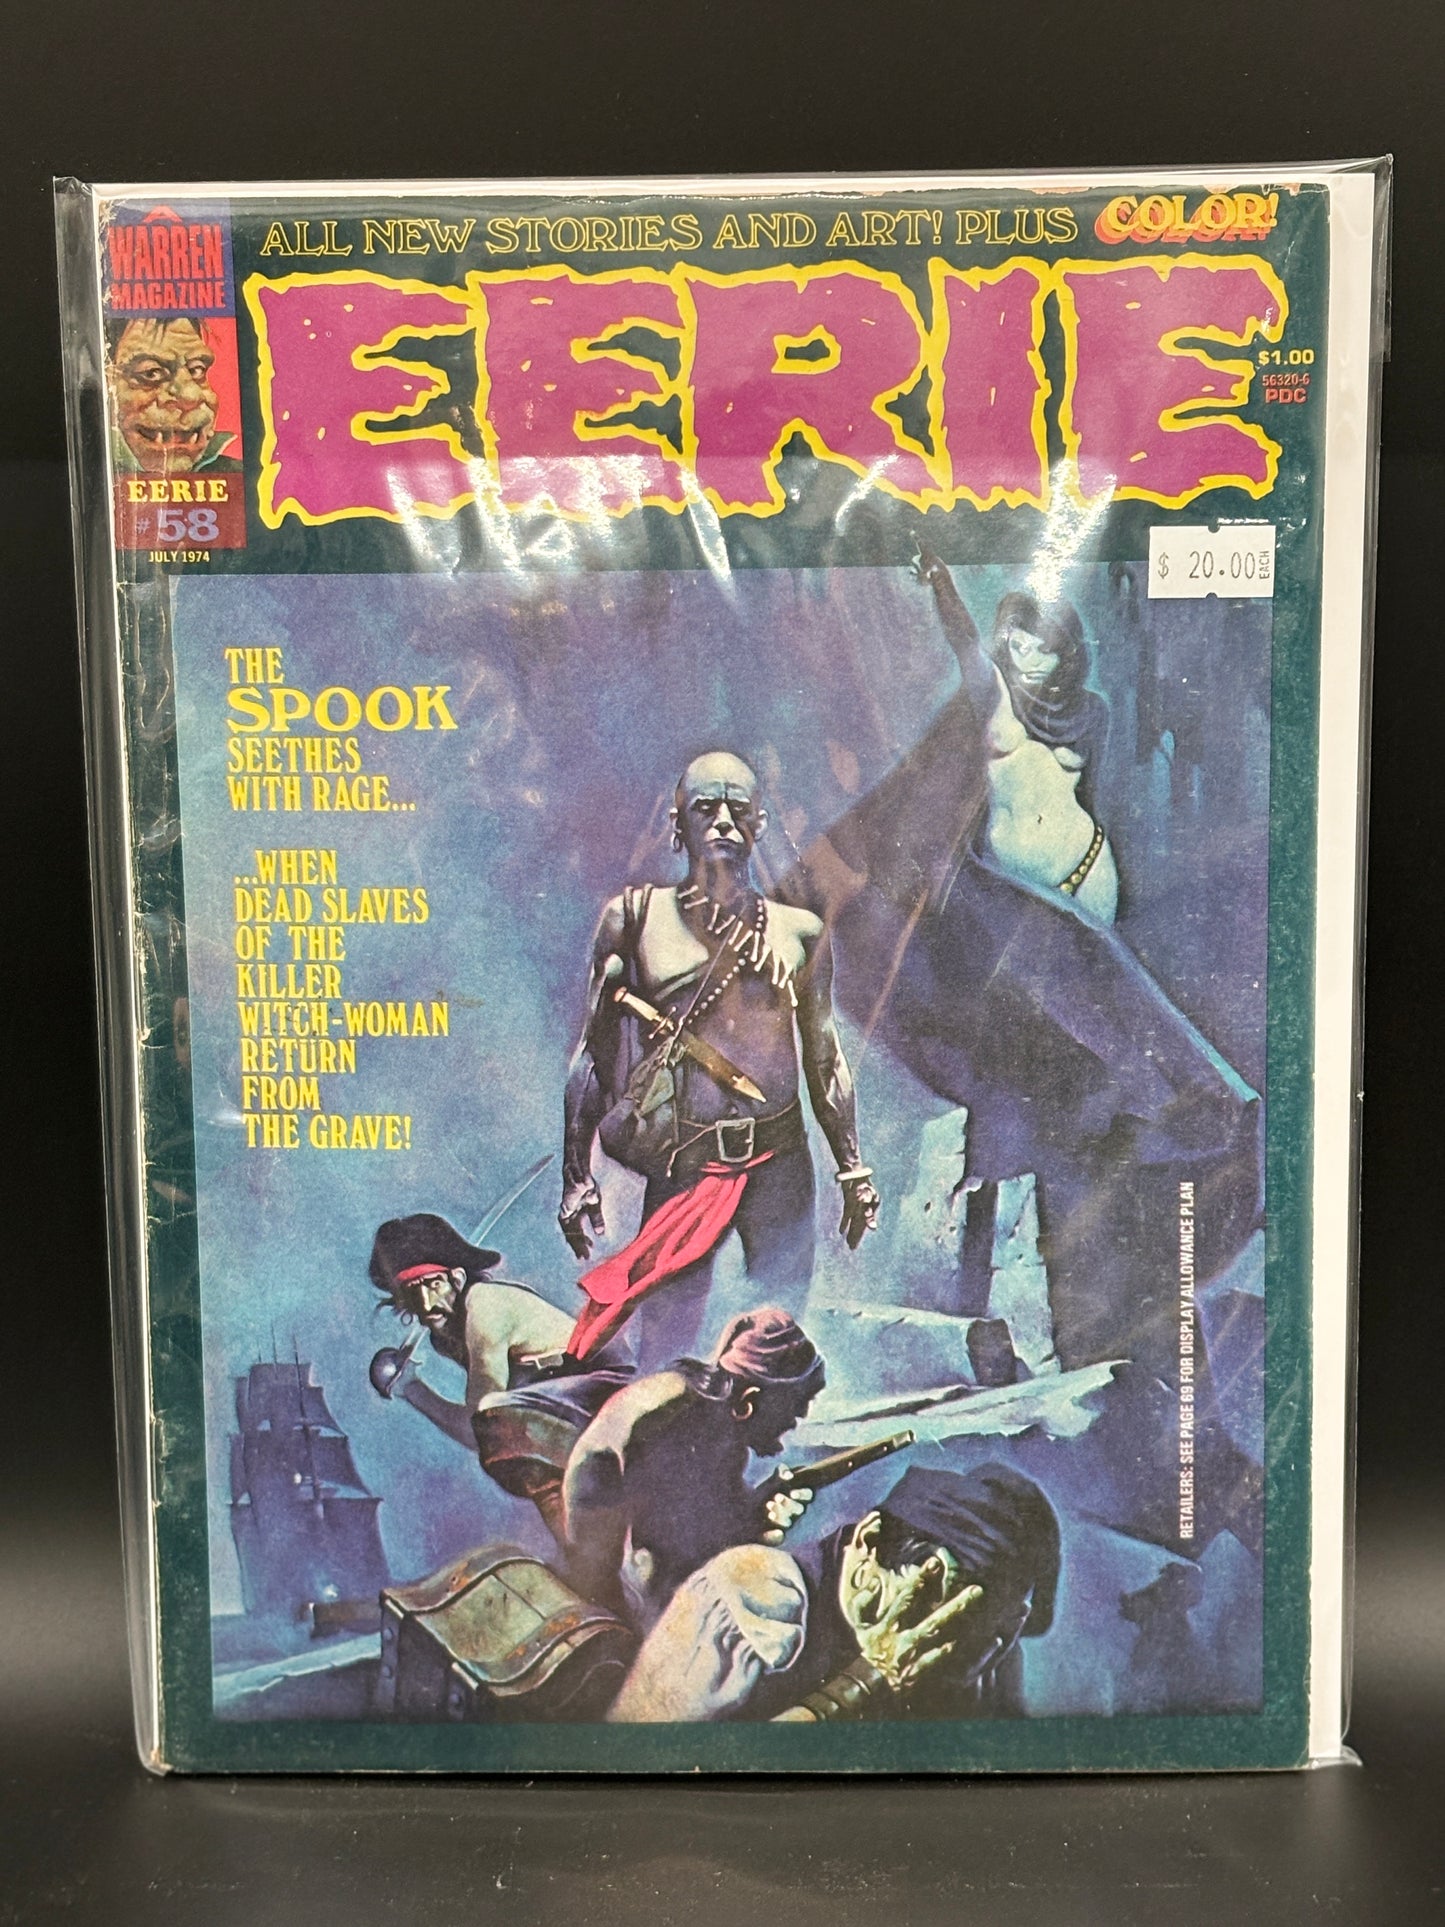 WARREN
MAGAZINE
ALL NEW STORIES AND ART! PLUS COLOR!
EERIE
$1.00
56320-6
PDC
EERIE
#58
JULY 1974
$ 20.00 EACH
THE
SPOOK
SEETHES
WITH RAGE...
...WHEN
DEAD SLAVES
OF THE
KILLER
WITCH-WOMAN
RETURN
FROM
THE GRAVE!
RETAILERS: SEE PAGE 69 FOR DISPLAY ALLOWANCE PLAN